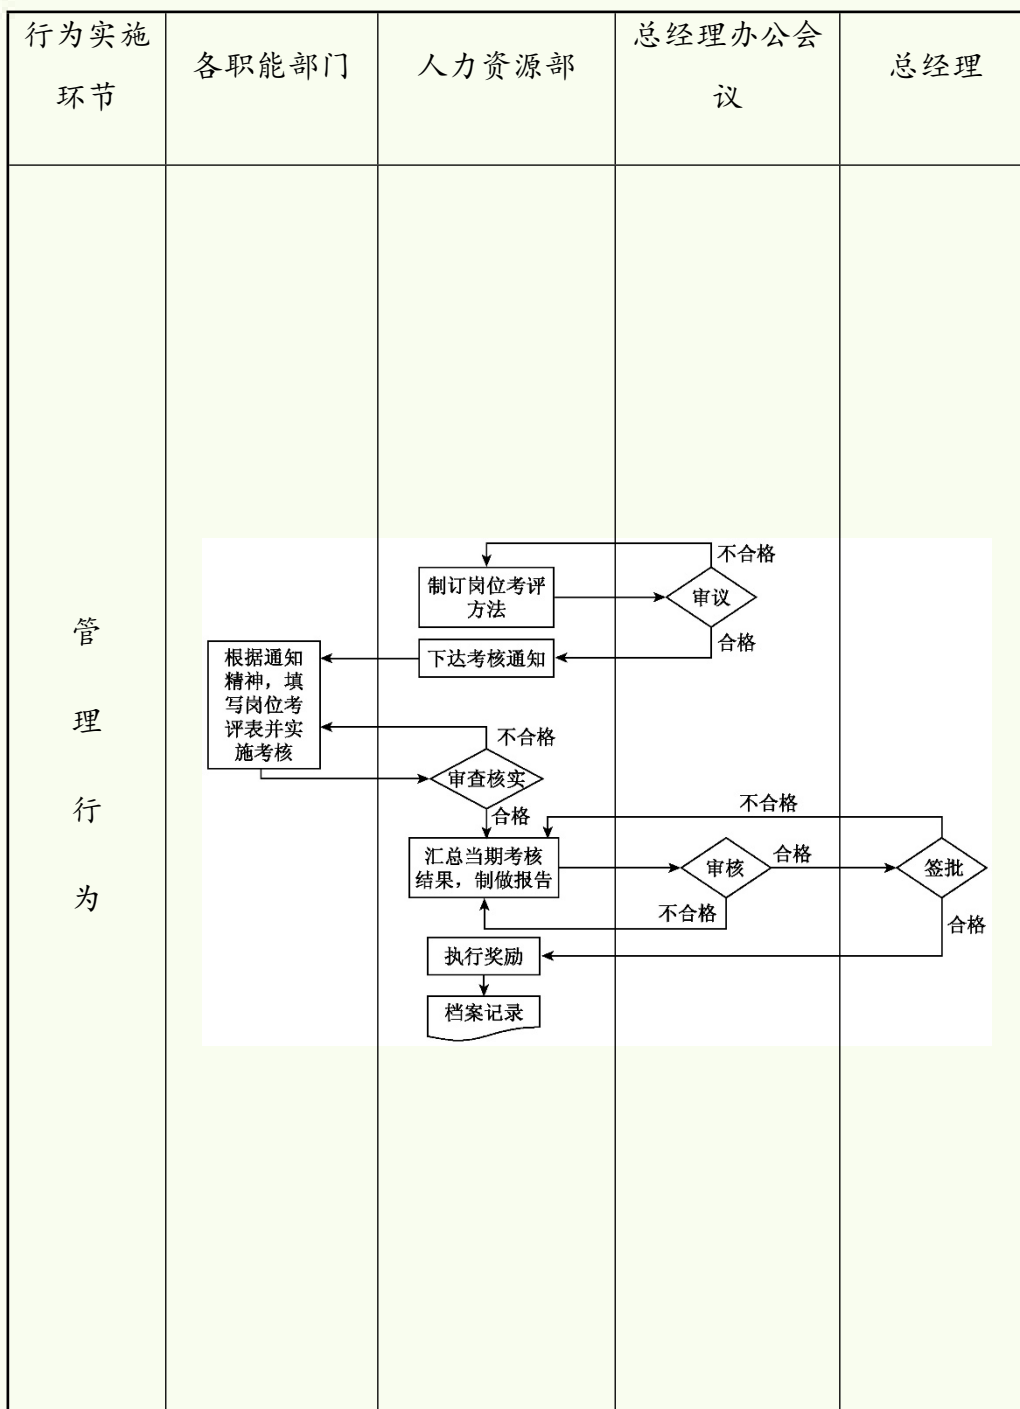 行为实施
环节
各职能部门
人力资源部
总经理办公会
议
总经理
管
理
行
为
不合格
制订岗位考评
方法
审议
合格
下达考核通知
根据通知
精神，填
写岗位考
评表并实
施考核
不合格
审查核实
合格
不合格
汇总当期考核
结果，制做报告
审核
合格
签批
不合格
合格
执行奖励
档案记录